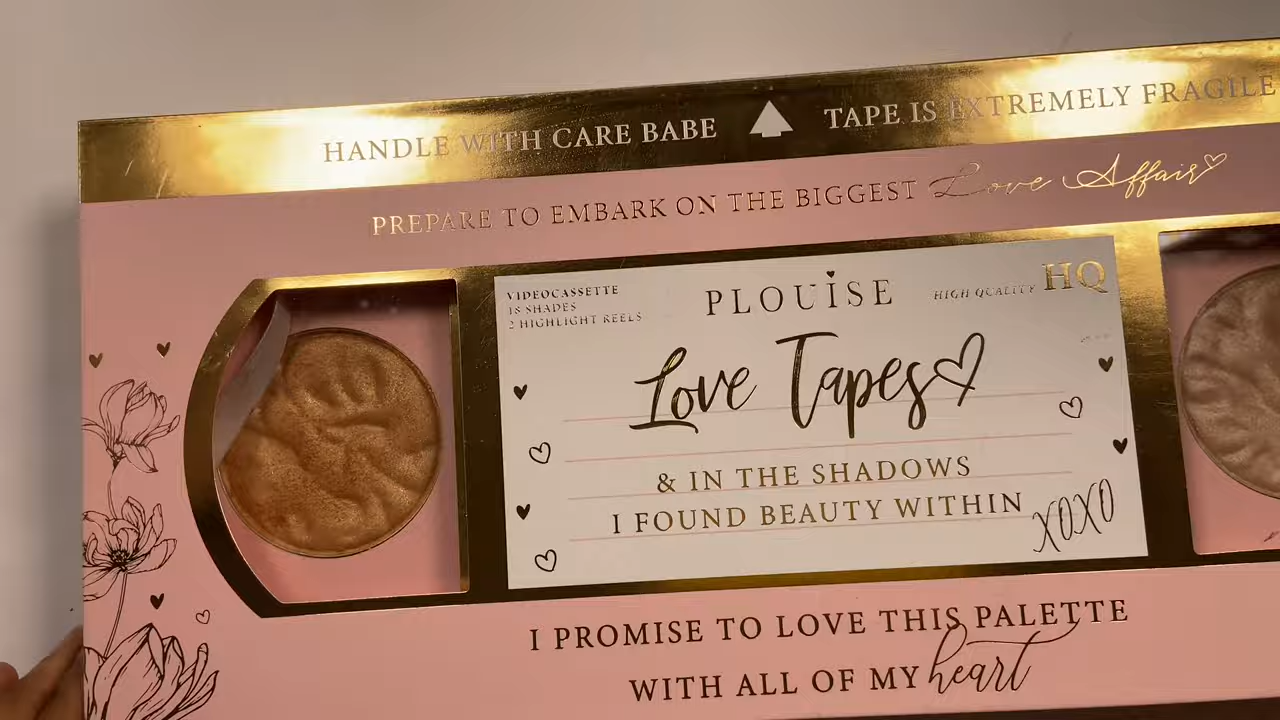 HANDLE WITH CARE BABE TAPE IS EXTREMELY FRAGILE
PREPARE TO EMBARK ON THE BIGGEST Love Affair
VIDEOCASSETTE
18 SHADES
2 HIGHLIGHT REELS
PLOUISE
HIGH QUALITY HQ
Love Tapes
& IN THE SHADOWS
I FOUND BEAUTY WITHIN
XOXO
I PROMISE TO LOVE THIS PALETTE
WITH ALL OF MY heart